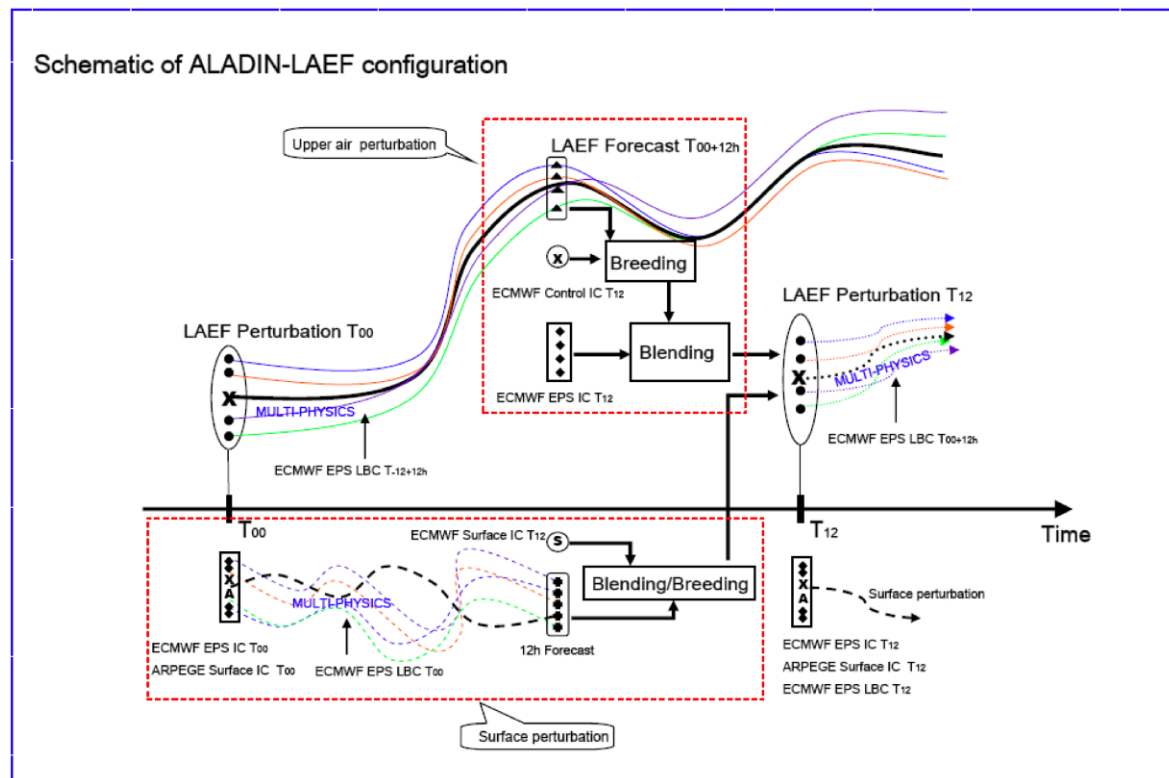 Schematic of ALADIN-LAEF configuration
Upper air perturbation
LAEF Forecast T00+12h
X
Breeding
ECMWF Control IC T12
LAEF Perturbation T00
LAEF Perturbation T12
Blending
X
MULTI-PHYSICS
X
MULTI-PHYSICS
ECMWF EPS IC T12
ECMWF EPS LBC T-12+12h
ECMWF EPS LBC T00+12h
T00
T12
Time
ECMWF Surface IC T12
S
Blending/Breeding
X
A
MULTI-PHYSICS
X
A
Surface perturbation
12h Forecast
ECMWF EPS IC T00
ARPEGE Surface IC T00
ECMWF EPS LBC T00
ECMWF EPS IC T12
ARPEGE Surface IC T12
ECMWF EPS LBC T12
Surface perturbation